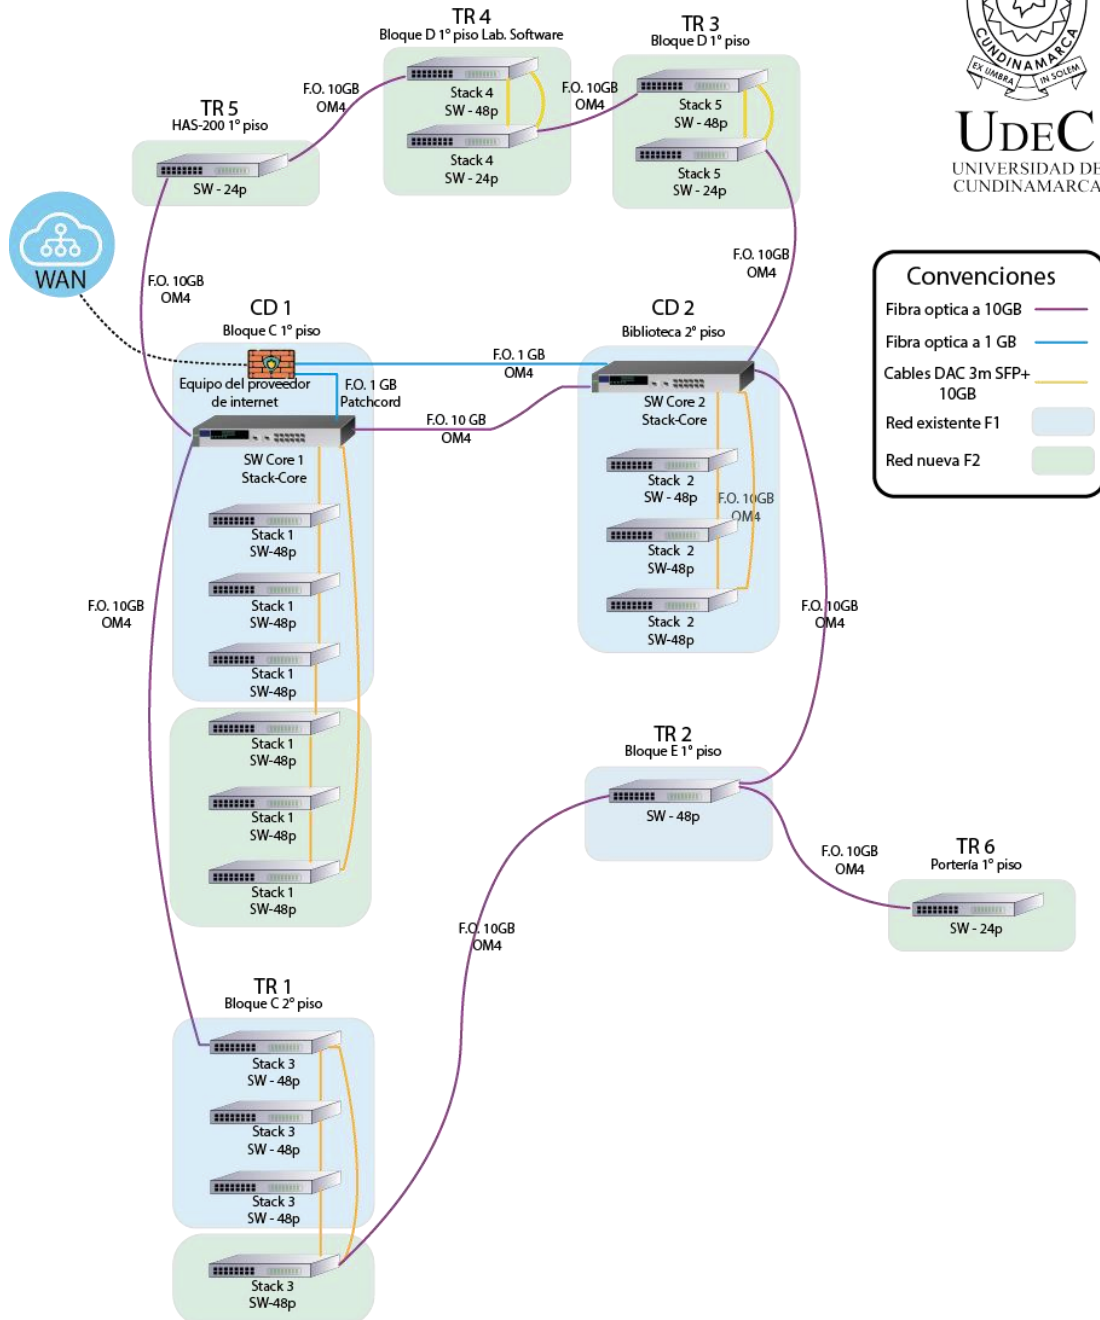 TR 4
Bloque D 1° piso Lab. Software
Stack 4
SW - 48p
Stack 4
SW - 24p
F.O. 10GB
OM4
TR 3
Bloque D 1° piso
Stack 5
SW - 48p
Stack 5
SW - 24p
F.O. 10GB
OM4
CUNDINAMARCA
EX UMBRA IN SOLEM
UDEC
UNIVERSIDAD DE
CUNDINAMARCA
TR 5
HAS-200 1° piso
SW - 24p
WAN
F.O. 10GB
OM4
F.O. 10GB
OM4
Convenciones
Fibra optica a 10GB
Fibra optica a 1 GB
Cables DAC 3m SFP+
10GB
Red existente F1
Red nueva F2
CD 1
Bloque C 1° piso
Equipo del proveedor
de internet
F.O. 1 GB
Patchcord
SW Core 1
Stack-Core
Stack 1
SW-48p
Stack 1
SW-48p
Stack 1
SW-48p
Stack 1
SW-48p
Stack 1
SW-48p
Stack 1
SW-48p
F.O. 1 GB
OM4
F.O. 10 GB
OM4
CD 2
Biblioteca 2° piso
SW Core 2
Stack-Core
Stack 2
SW - 48p
F.O. 10GB
OM4
Stack 2
SW-48p
Stack 2
SW-48p
F.O. 10GB
OM4
F.O. 10GB
OM4
TR 2
Bloque E 1° piso
SW - 48p
F.O. 10GB
OM4
TR 6
Portería 1° piso
SW - 24p
F.O. 10GB
OM4
TR 1
Bloque C 2° piso
Stack 3
SW - 48p
Stack 3
SW - 48p
Stack 3
SW - 48p
Stack 3
SW-48p